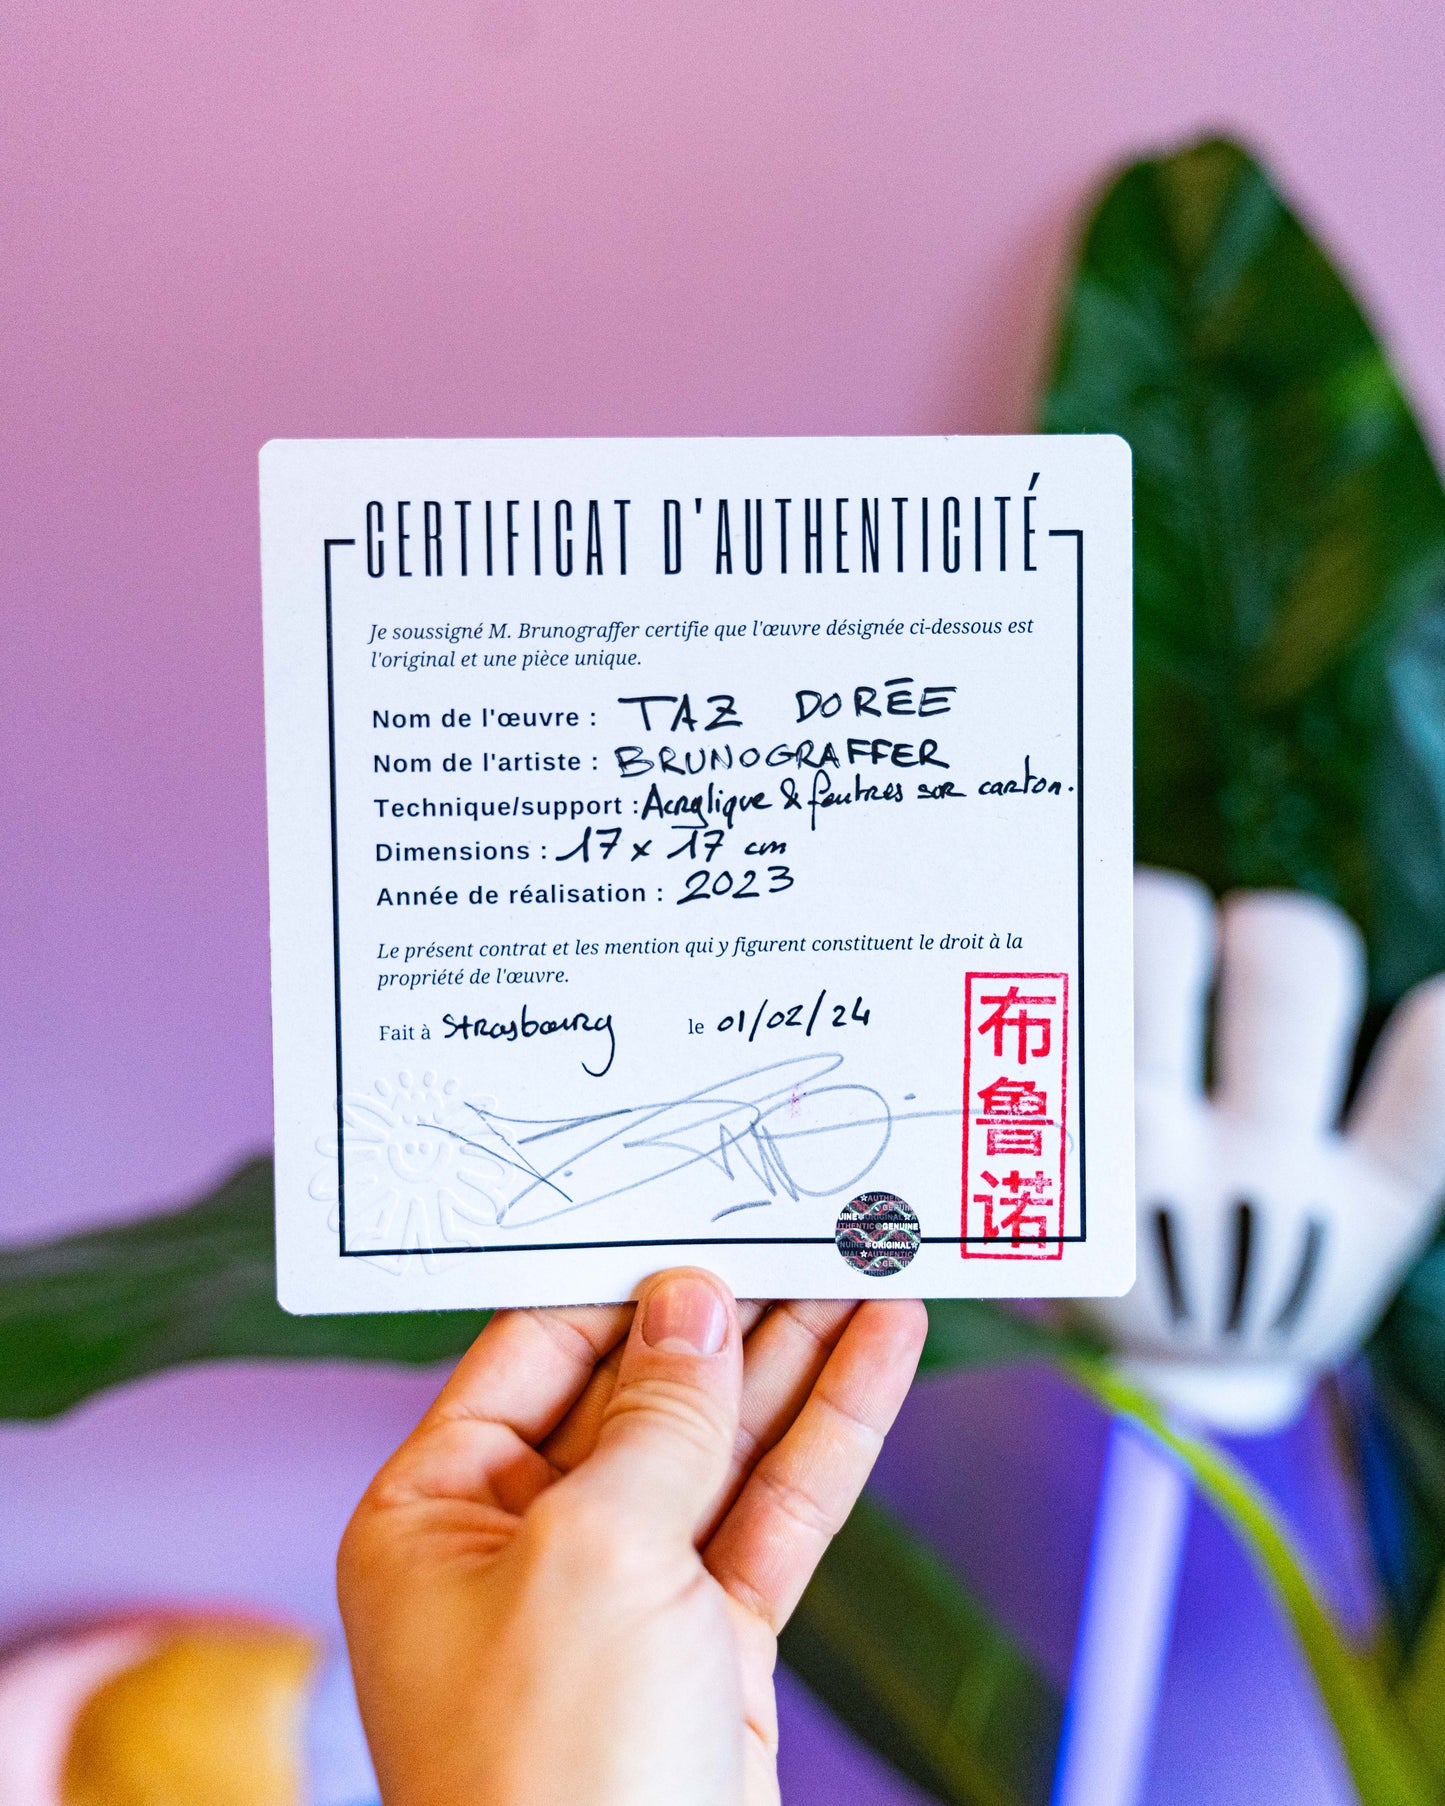 CERTIFICAT D'AUTHENTICITÉ
Je soussigné M. Brunograffer certifie que l'œuvre désignée ci-dessous est
l'original et une pièce unique.
Nom de l'œuvre : TAZ DORÉE
Nom de l'artiste : BRUNOGRAFFER
Technique/support : Acrylique & feutres sur carton.
Dimensions : 17 x 17 cm
Année de réalisation : 2023
Le présent contrat et les mention qui y figurent constituent le droit à la
propriété de l'œuvre.
Fait à Strasbourg le 01/02/24
布
鲁
诺
GENUINE
ORIGINAL